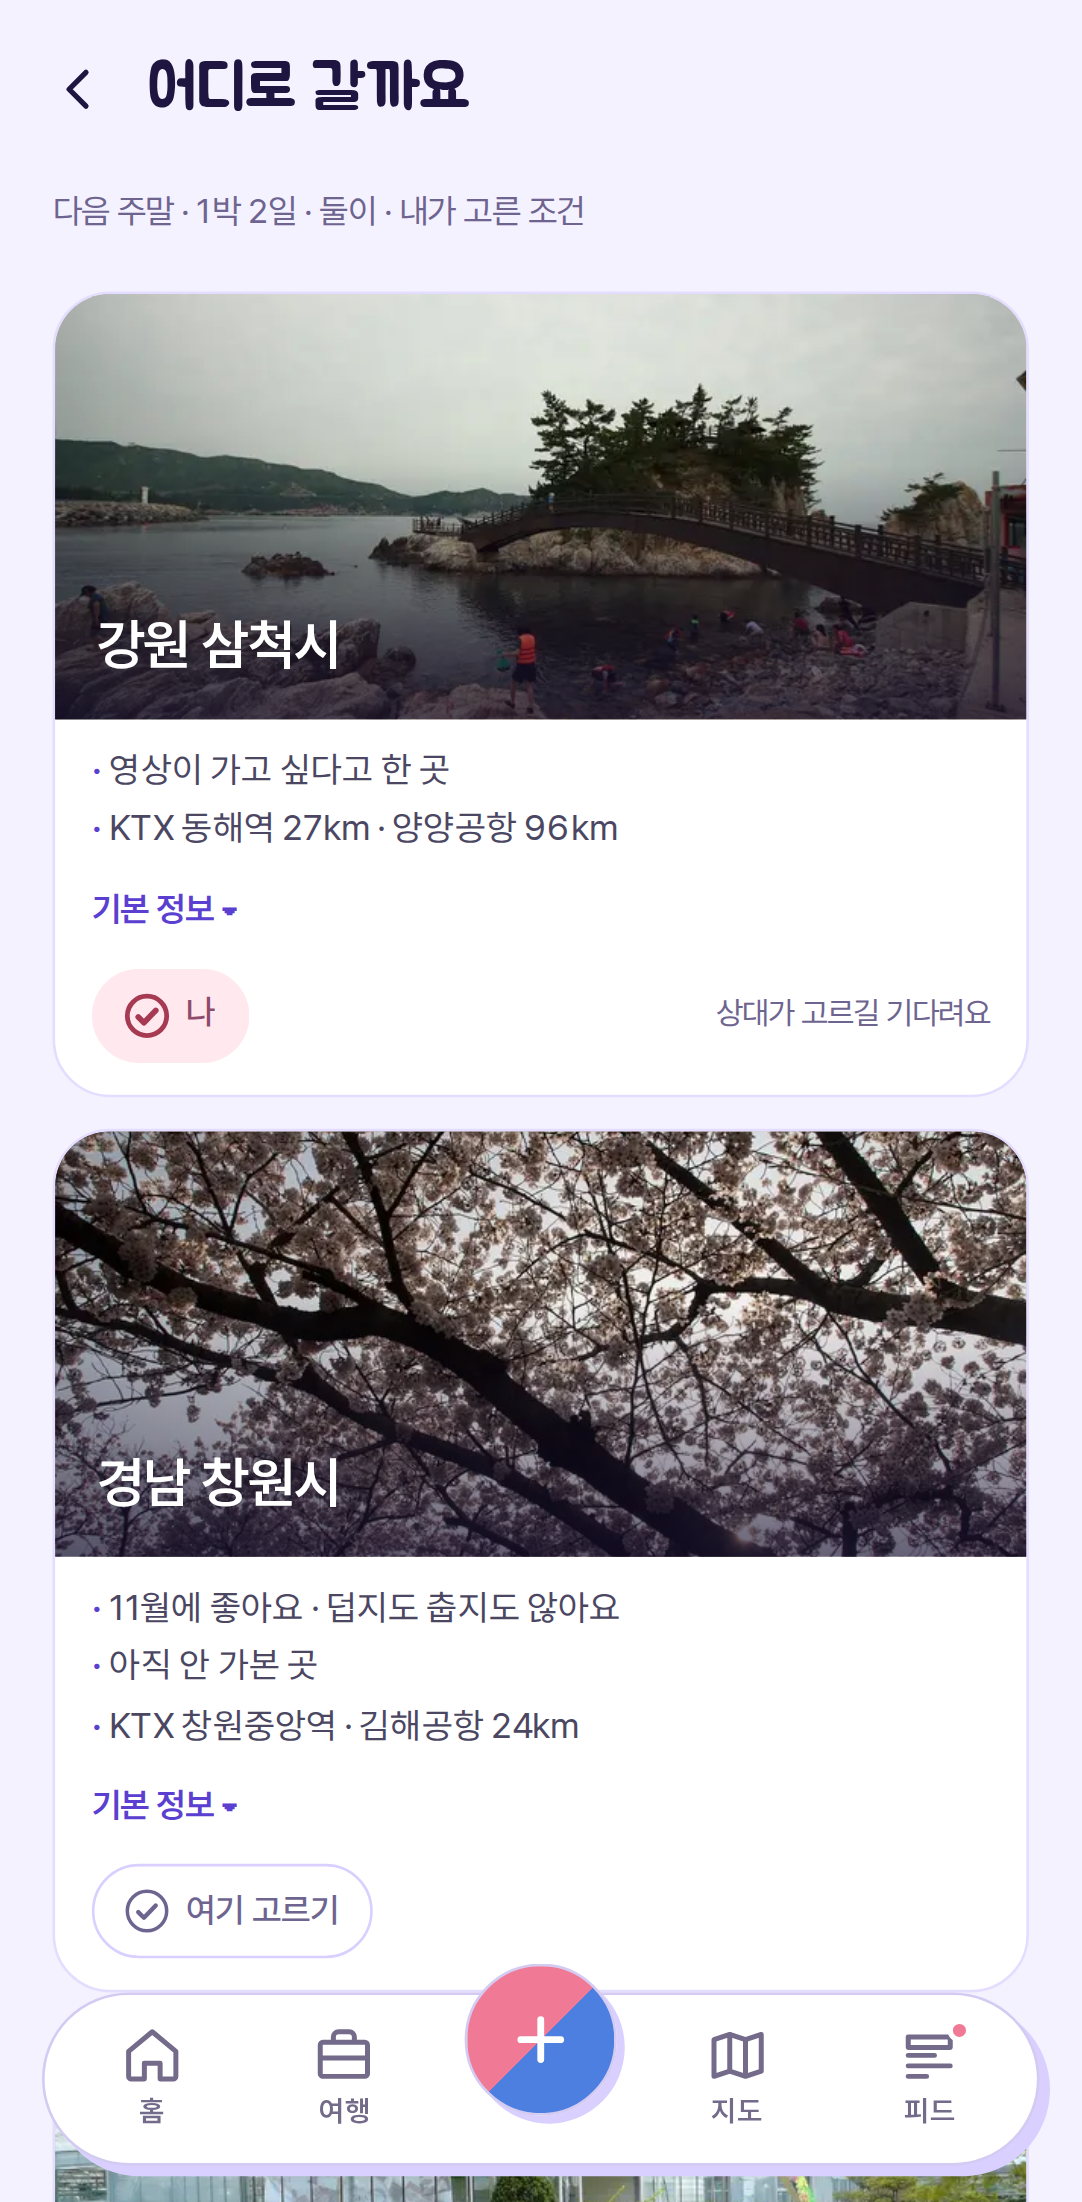 어디로 갈까요
다음 주말 · 1박 2일 · 둘이 · 내가 고른 조건
강원 삼척시
· 영상이 가고 싶다고 한 곳
· KTX 동해역 27km · 양양공항 96km
기본 정보
나
상대가 고르길 기다려요
경남 창원시
· 11월에 좋아요 · 덥지도 춥지도 않아요
· 아직 안 가본 곳
· KTX 창원중앙역 · 김해공항 24km
기본 정보
여기 고르기
홈
여행
지도
피드